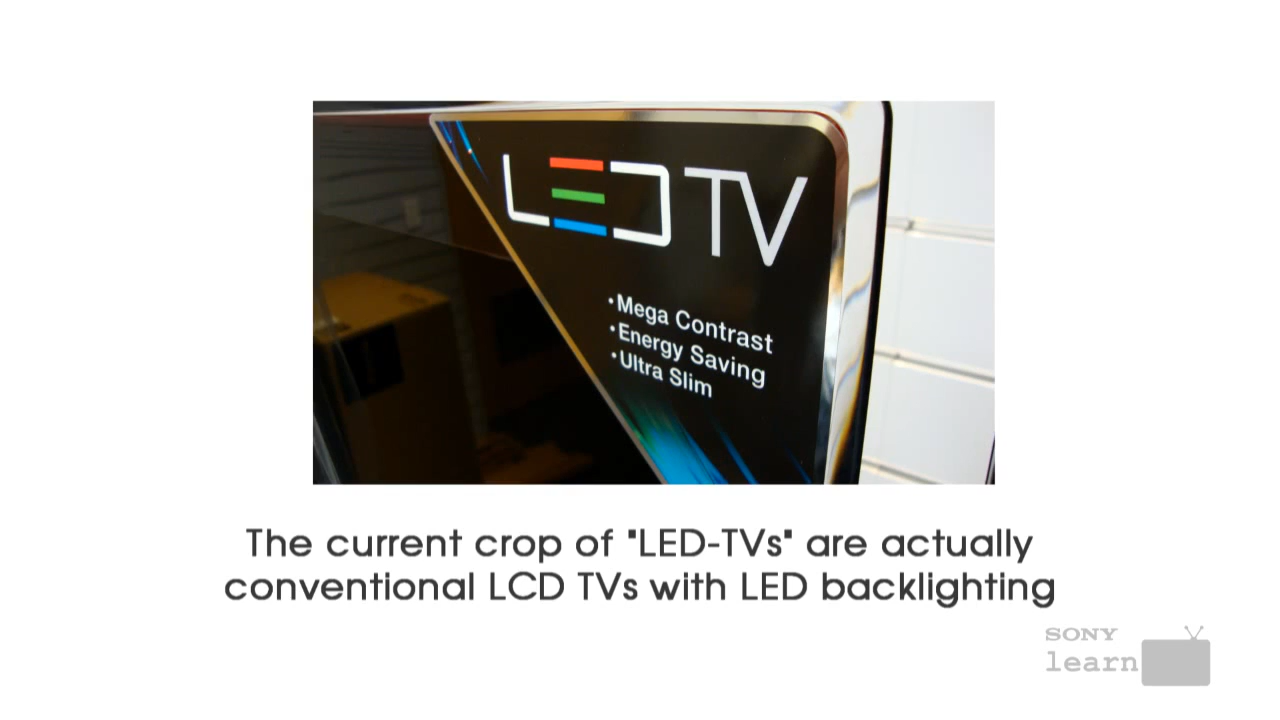 LED TV
•Mega Contrast
•Energy Saving
•Ultra Slim
The current crop of "LED-TVs" are actually
conventional LCD TVs with LED backlighting
SONY
learn